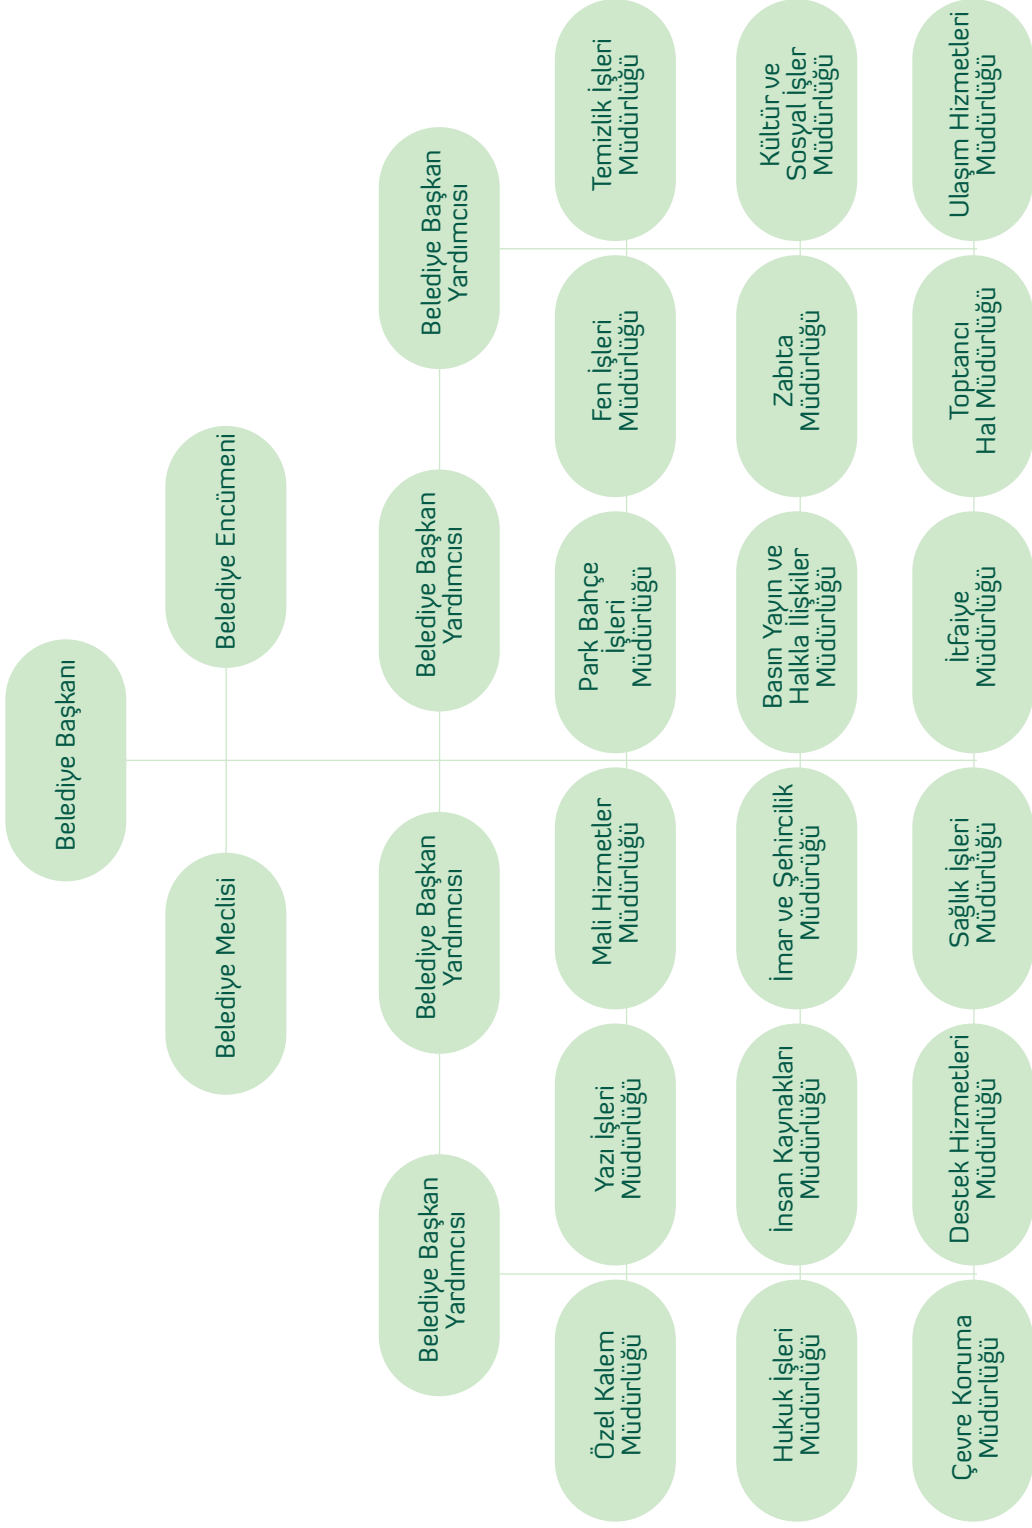 Belediye Başkanı
Belediye Meclisi
Belediye Encümeni
Belediye Başkan
Yardımcısı
Belediye Başkan
Yardımcısı
Belediye Başkan
Yardımcısı
Belediye Başkan
Yardımcısı
Özel Kalem
Müdürlüğü
Yazı İşleri
Müdürlüğü
Mali Hizmetler
Müdürlüğü
Park Bahçe
İşleri
Müdürlüğü
Fen İşleri
Müdürlüğü
Temizlik İşleri
Müdürlüğü
Hukuk İşleri
Müdürlüğü
İnsan Kaynakları
Müdürlüğü
İmar ve Şehircilik
Müdürüğü
Basın Yayın ve
Halkla İlişkiler
Müdürlüğü
Zabıta
Müdürlüğü
Kültür ve
Sosyal İşler
Müdürlüğü
Çevre Koruma
Müdürlüğü
Destek Hizmetleri
Müdürlüğü
Sağlık İşleri
Müdürlüğü
İtfaiye
Müdürlüğü
Toptancı
Hal Müdürlüğü
Ulaşım Hizmetleri
Müdürlüğü